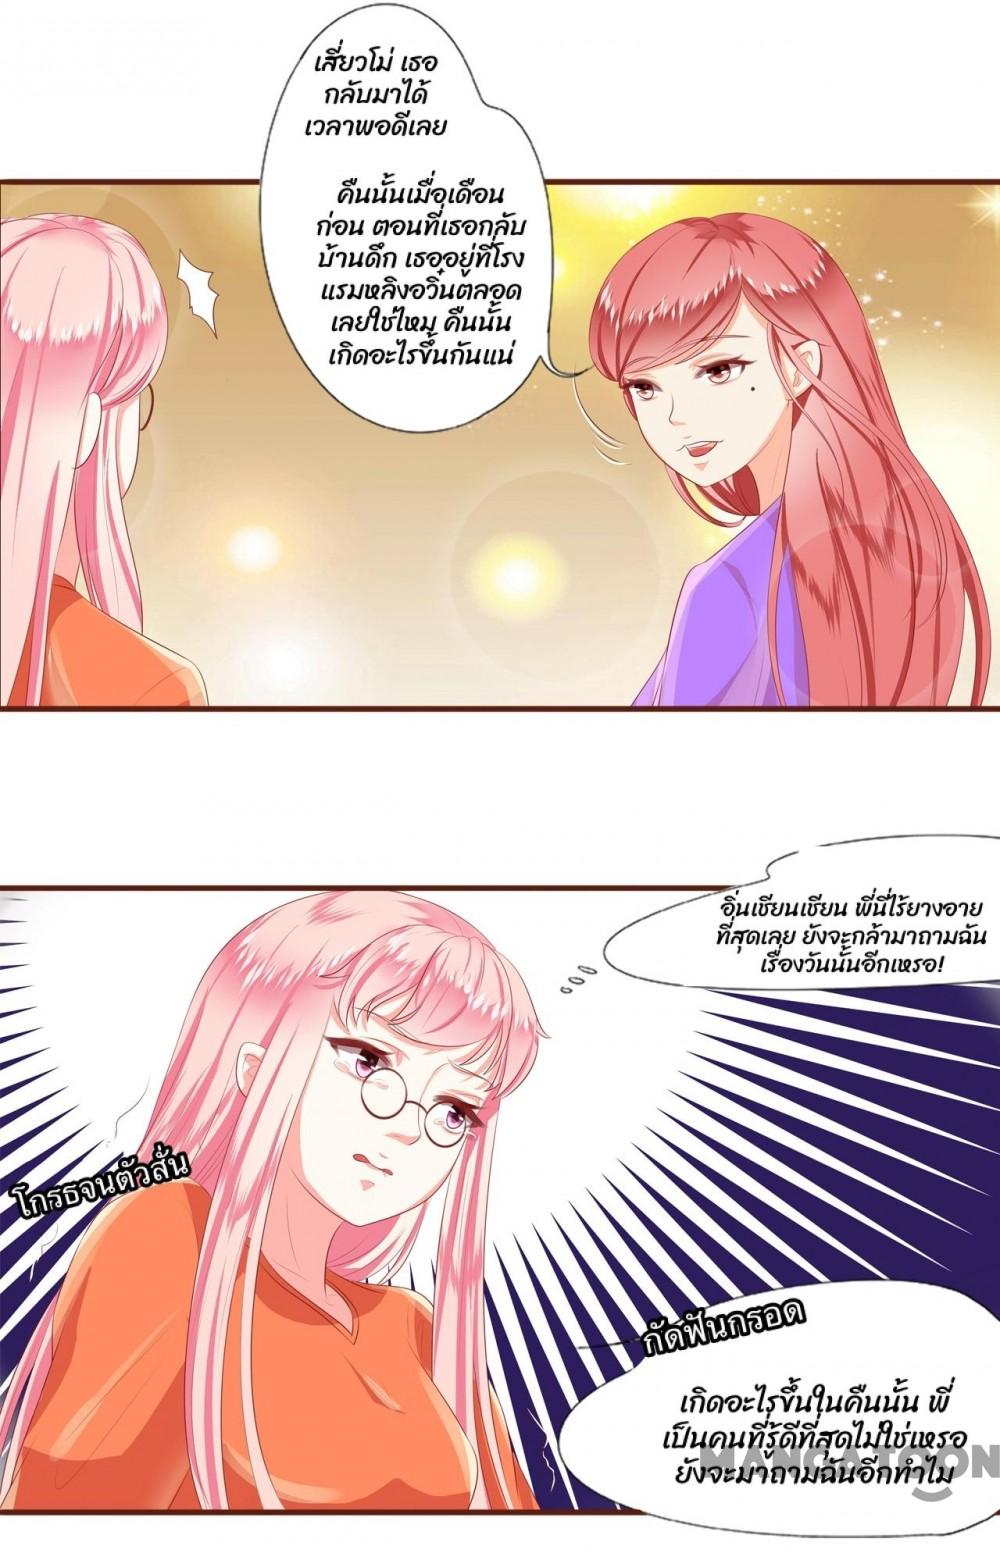 เสี่ยวโม่ เธอ
กลับมาได้
เวลาพอดีเลย
คืนนั้นเมื่อเดือน
ก่อน ตอนที่เธอกลับ
บ้านดึก เธออยู่ที่โรง
แรมหลิงอวิ๋นตลอด
เลยใช่ไหม คืนนั้น
เกิดอะไรขึ้นกันแน่
อิ่นเชียนเชียน พี่นี่ไร้ยางอาย
ที่สุดเลย ยังจะกล้ามาถามฉัน
เรื่องวันนั้นอีกเหรอ!
โกรธจนตัวสั่น
กัดฟันกรอด
เกิดอะไรขึ้นในคืนนั้น พี่
เป็นคนที่รู้ดีที่สุดไม่ใช่เหรอ
ยังจะมาถามฉันอีกทำไม
MANGATOON